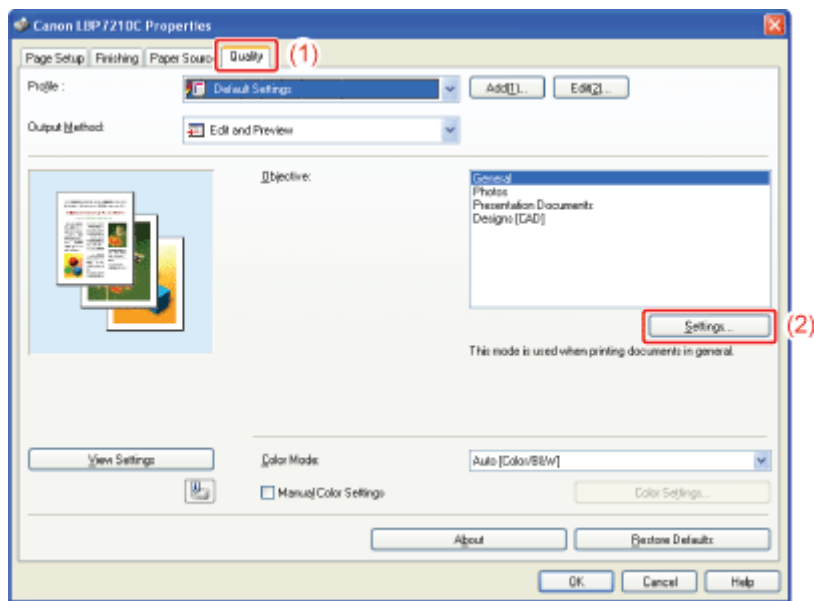 Canon LBP7210C Properties
Page Setup Finishing Paper Source Quality (1)
Profile : Default Settings Add(1)... Edit(2)...
Output Method: Edit and Preview
Objective: General
Photos
Presentation Documents
Designs [CAD]
Settings... (2)
This mode is used when printing documents in general.
View Settings Color Mode: Auto [Color/B&W]
Manual Color Settings Color Settings...
About Restore Defaults
OK Cancel Help